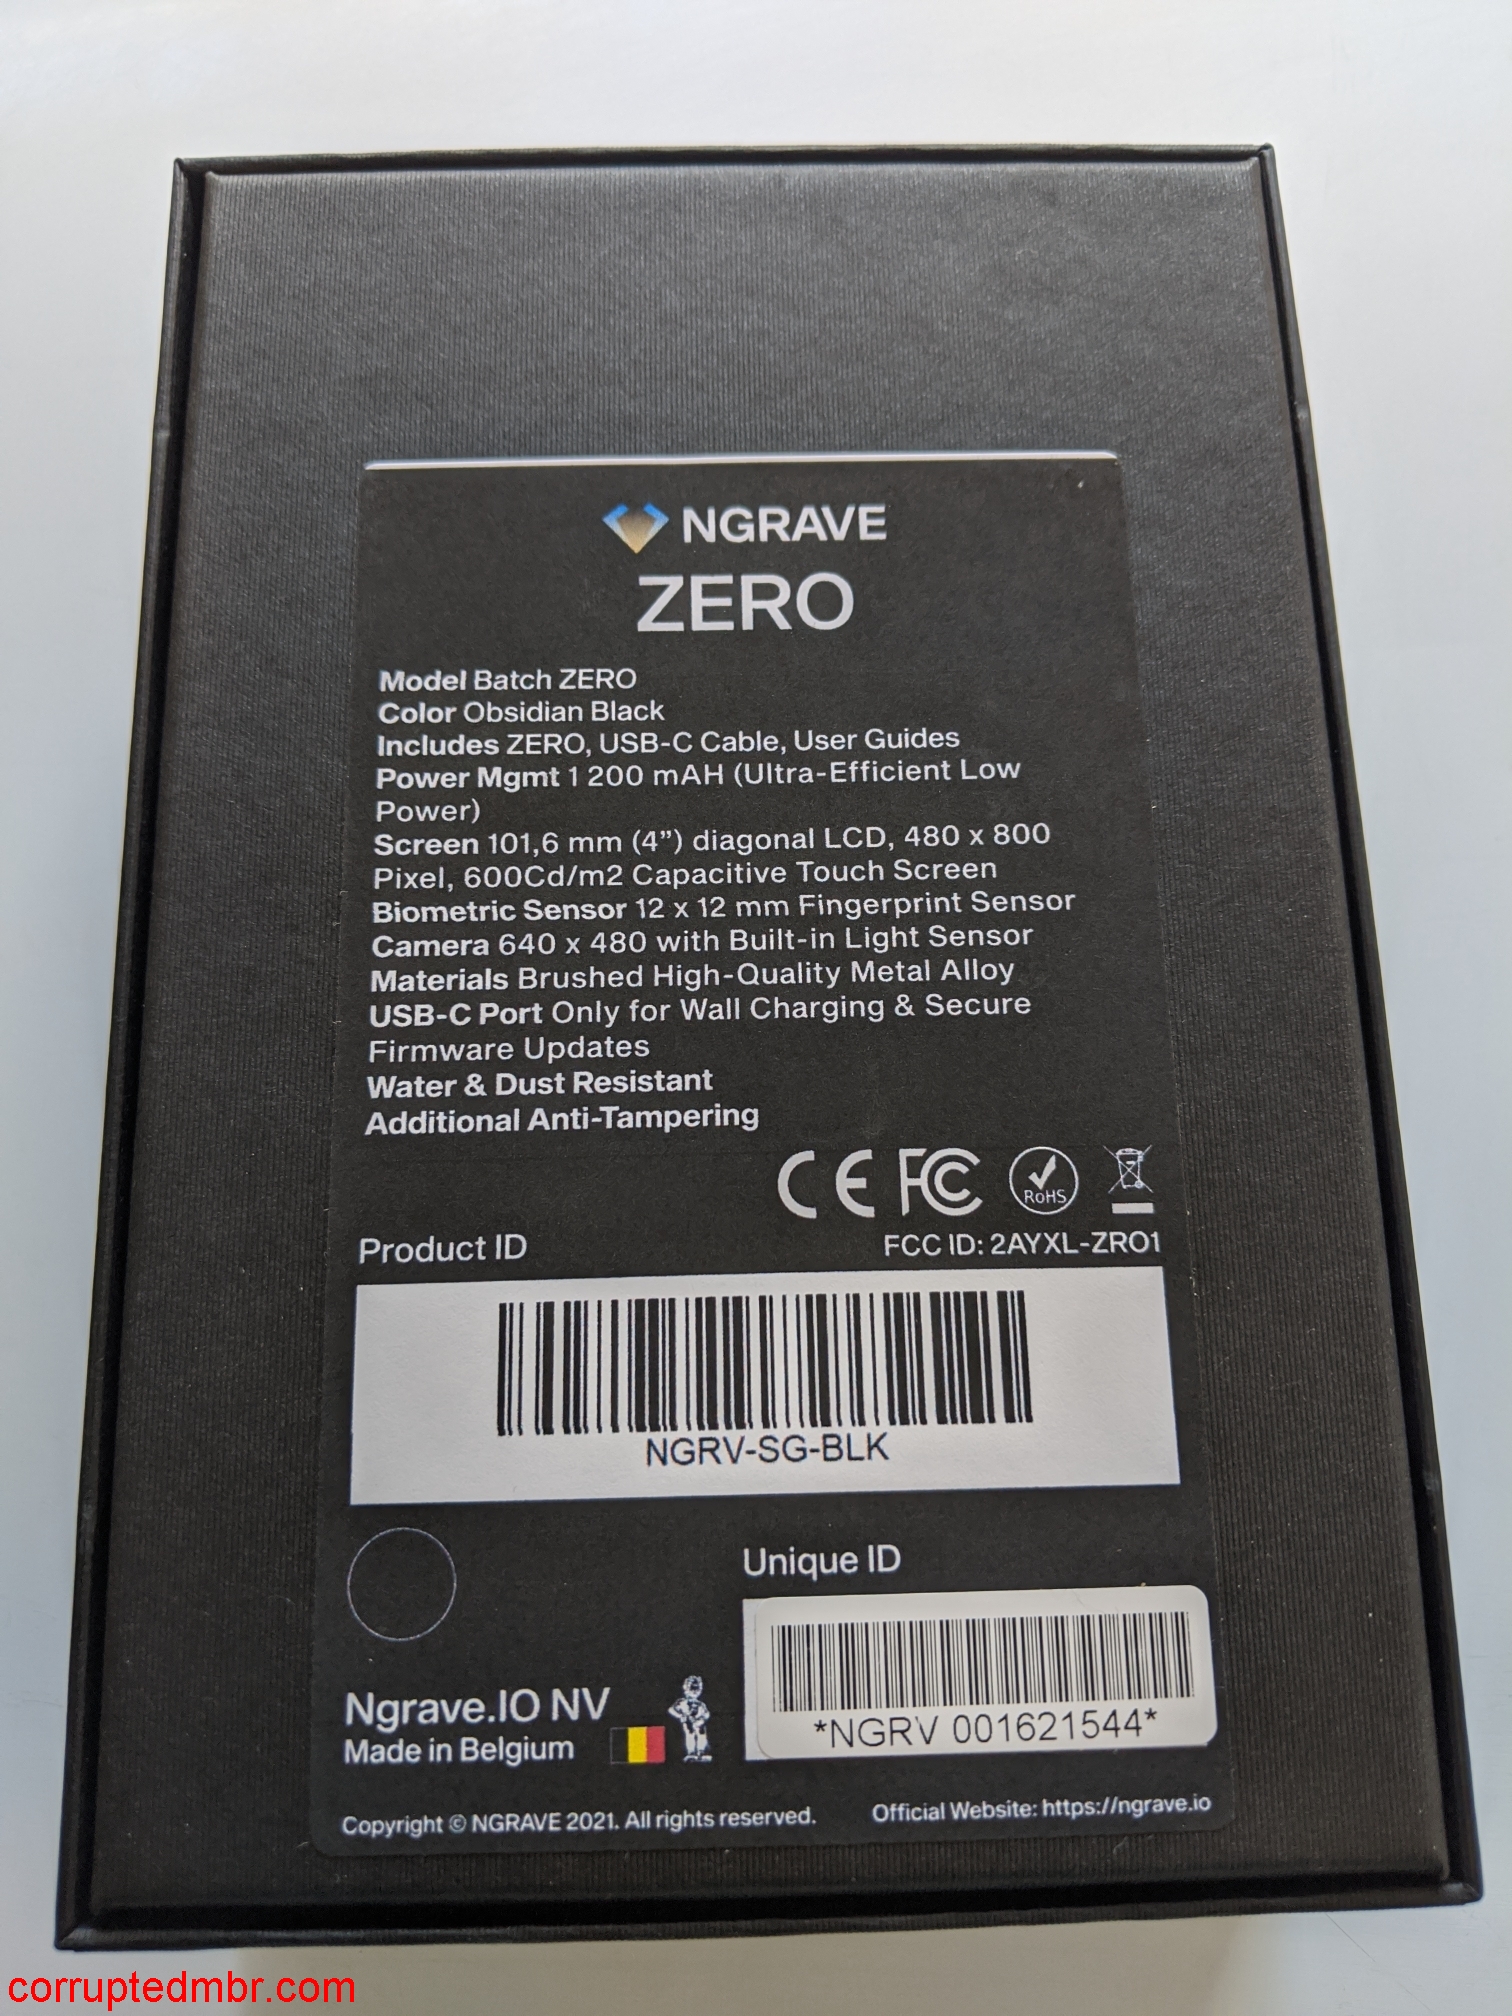 NGRAVE
ZERO
Model Batch ZERO
Color Obsidian Black
Includes ZERO, USB-C Cable, User Guides
Power Mgmt 1 200 mAH (Ultra-Efficient Low
Power)
Screen 101,6 mm (4”) diagonal LCD, 480 x 800
Pixel, 600Cd/m2 Capacitive Touch Screen
Biometric Sensor 12 x 12 mm Fingerprint Sensor
Camera 640 x 480 with Built-in Light Sensor
Materials Brushed High-Quality Metal Alloy
USB-C Port Only for Wall Charging & Secure
Firmware Updates
Water & Dust Resistant
Additional Anti-Tampering
CE FC RoHS
Product ID
FCC ID: 2AYXL-ZRO1
NGRV-SG-BLK
Unique ID
*NGRV 001621544*
Ngrave.IO NV
Made in Belgium
Copyright © NGRAVE 2021. All rights reserved.
Official Website: https://ngrave.io
corruptedmbr.com